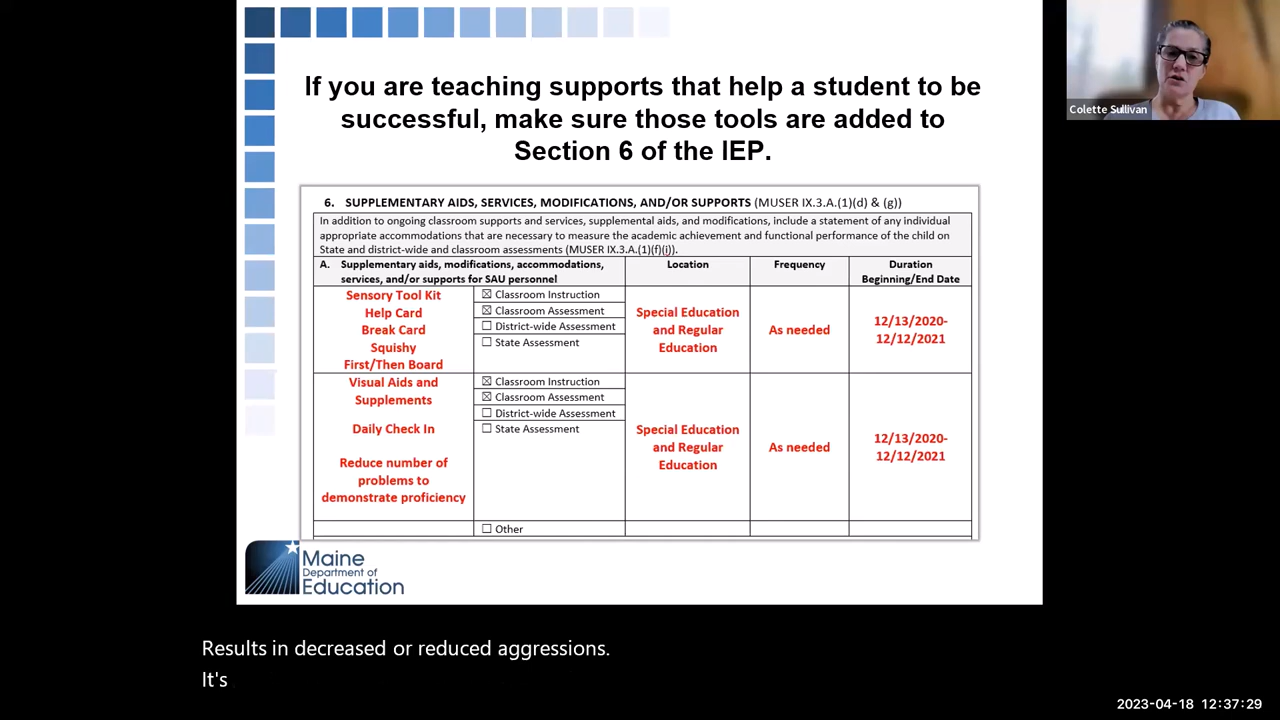 If you are teaching supports that help a student to be
successful, make sure those tools are added to
Section 6 of the IEP.
Colette Sullivan
6. SUPPLEMENTARY AIDS, SERVICES, MODIFICATIONS, AND/OR SUPPORTS (MUSER IX.3.A.(1)(d) & (g))
In addition to ongoing classroom supports and services, supplemental aids, and modifications, include a statement of any individual
appropriate accommodations that are necessary to measure the academic achievement and functional performance of the child on
State and district-wide and classroom assessments (MUSER IX.3.A.(1)(f)(i)).
A. Supplementary aids, modifications, accommodations,
services, and/or supports for SAU personnel
Location
Frequency
Duration
Beginning/End Date
Sensory Tool Kit
Help Card
Break Card
Squishy
First/Then Board
☒ Classroom Instruction
☒ Classroom Assessment
☐ District-wide Assessment
☐ State Assessment
Special Education
and Regular
Education
As needed
12/13/2020-
12/12/2021
Visual Aids and
Supplements
Daily Check In
Reduce number of
problems to
demonstrate proficiency
☒ Classroom Instruction
☒ Classroom Assessment
☐ District-wide Assessment
☐ State Assessment
Special Education
and Regular
Education
As needed
12/13/2020-
12/12/2021
☐ Other
Maine
Department of
Education
Results in decreased or reduced aggressions.
It's
2023-04-18 12:37:29